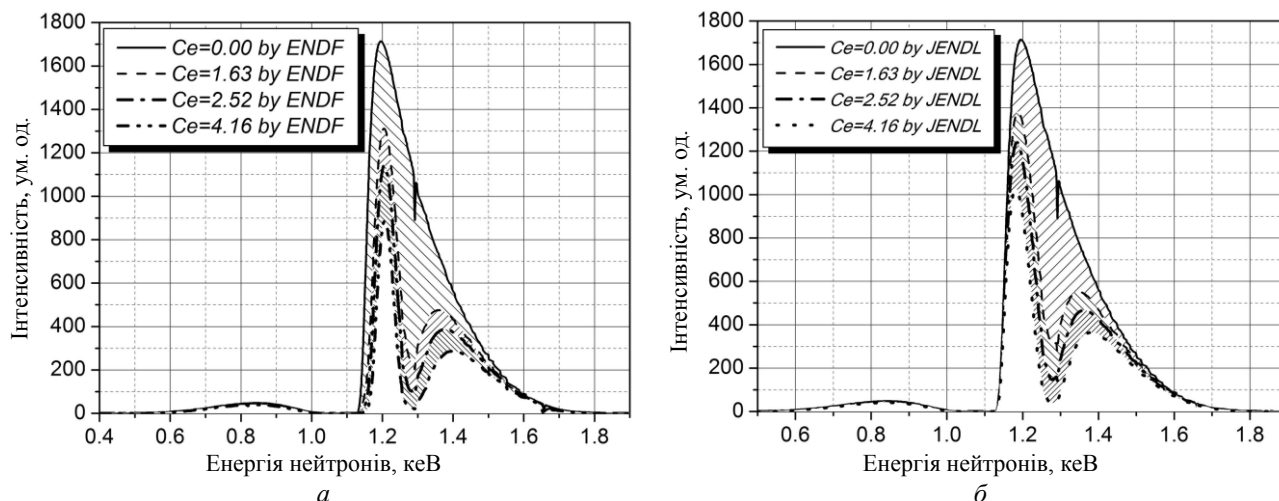 1800
1600
1400
1200
1000
800
600
400
200
0
Інтенсивність, ум. од.
Ce=0.00 by ENDF
Ce=1.63 by ENDF
Ce=2.52 by ENDF
Ce=4.16 by ENDF
0.4 0.6 0.8 1.0 1.2 1.4 1.6 1.8
Енергія нейтронів, кеВ
а
1800
1600
1400
1200
1000
800
600
400
200
0
Інтенсивність, ум. од.
Ce=0.00 by JENDL
Ce=1.63 by JENDL
Ce=2.52 by JENDL
Ce=4.16 by JENDL
0.6 0.8 1.0 1.2 1.4 1.6 1.8
Енергія нейтронів, кеВ
б